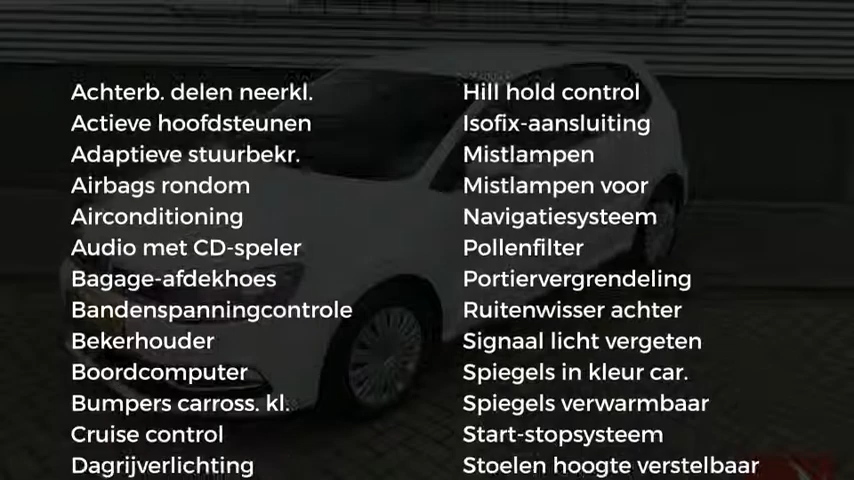 Achterb. delen neerkl.
Actieve hoofdsteunen
Adaptieve stuurbekr.
Airbags rondom
Airconditioning
Audio met CD-speler
Bagage-afdekhoes
Bandenspanningcontrole
Bekerhouder
Boordcomputer
Bumpers carross. kl.
Cruise control
Dagrijverlichting
Hill hold control
Isofix-aansluiting
Mistlampen
Mistlampen voor
Navigatiesysteem
Pollenfilter
Portiervergrendeling
Ruitenwisser achter
Signaal licht vergeten
Spiegels in kleur car.
Spiegels verwarmbaar
Start-stopsysteem
Stoelen hoogte verstelbaar